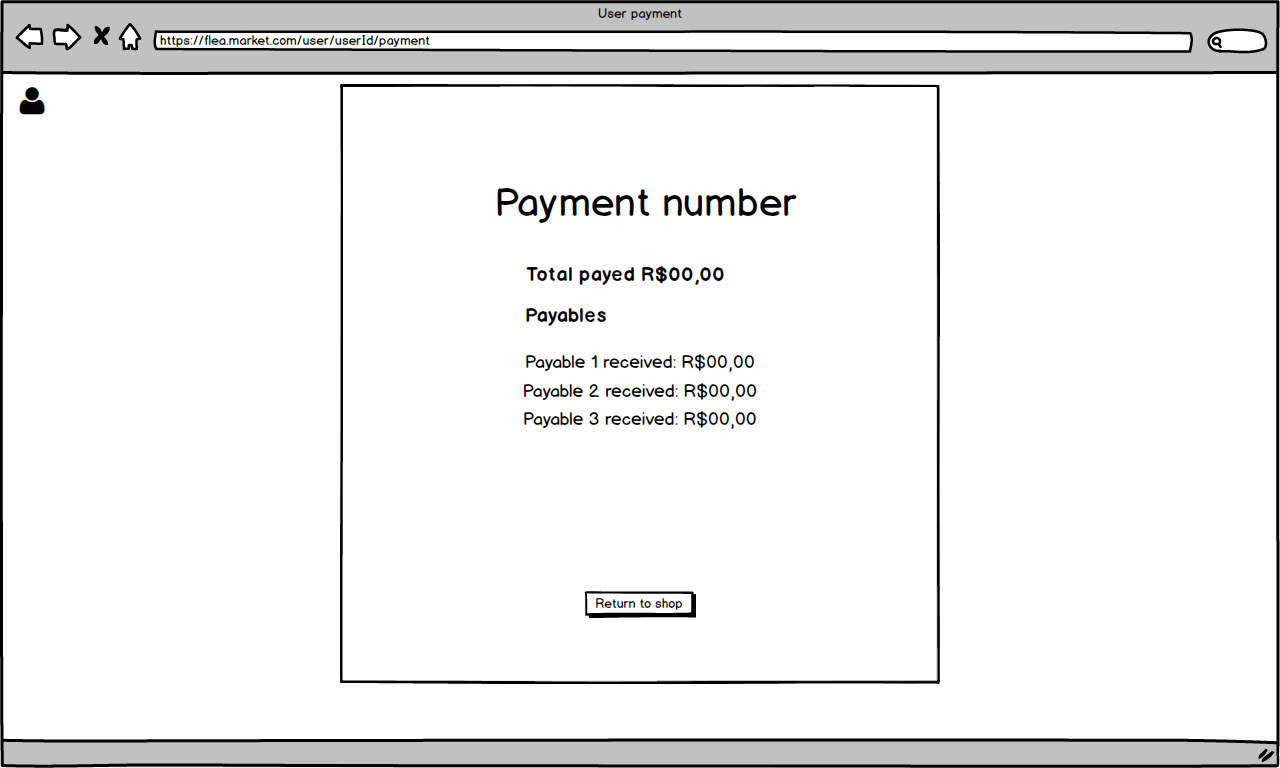 User payment
https://flea.market.com/user/userId/payment
Payment number
Total payed R$00,00
Payables
Payable 1 received: R$00,00
Payable 2 received: R$00,00
Payable 3 received: R$00,00
Return to shop